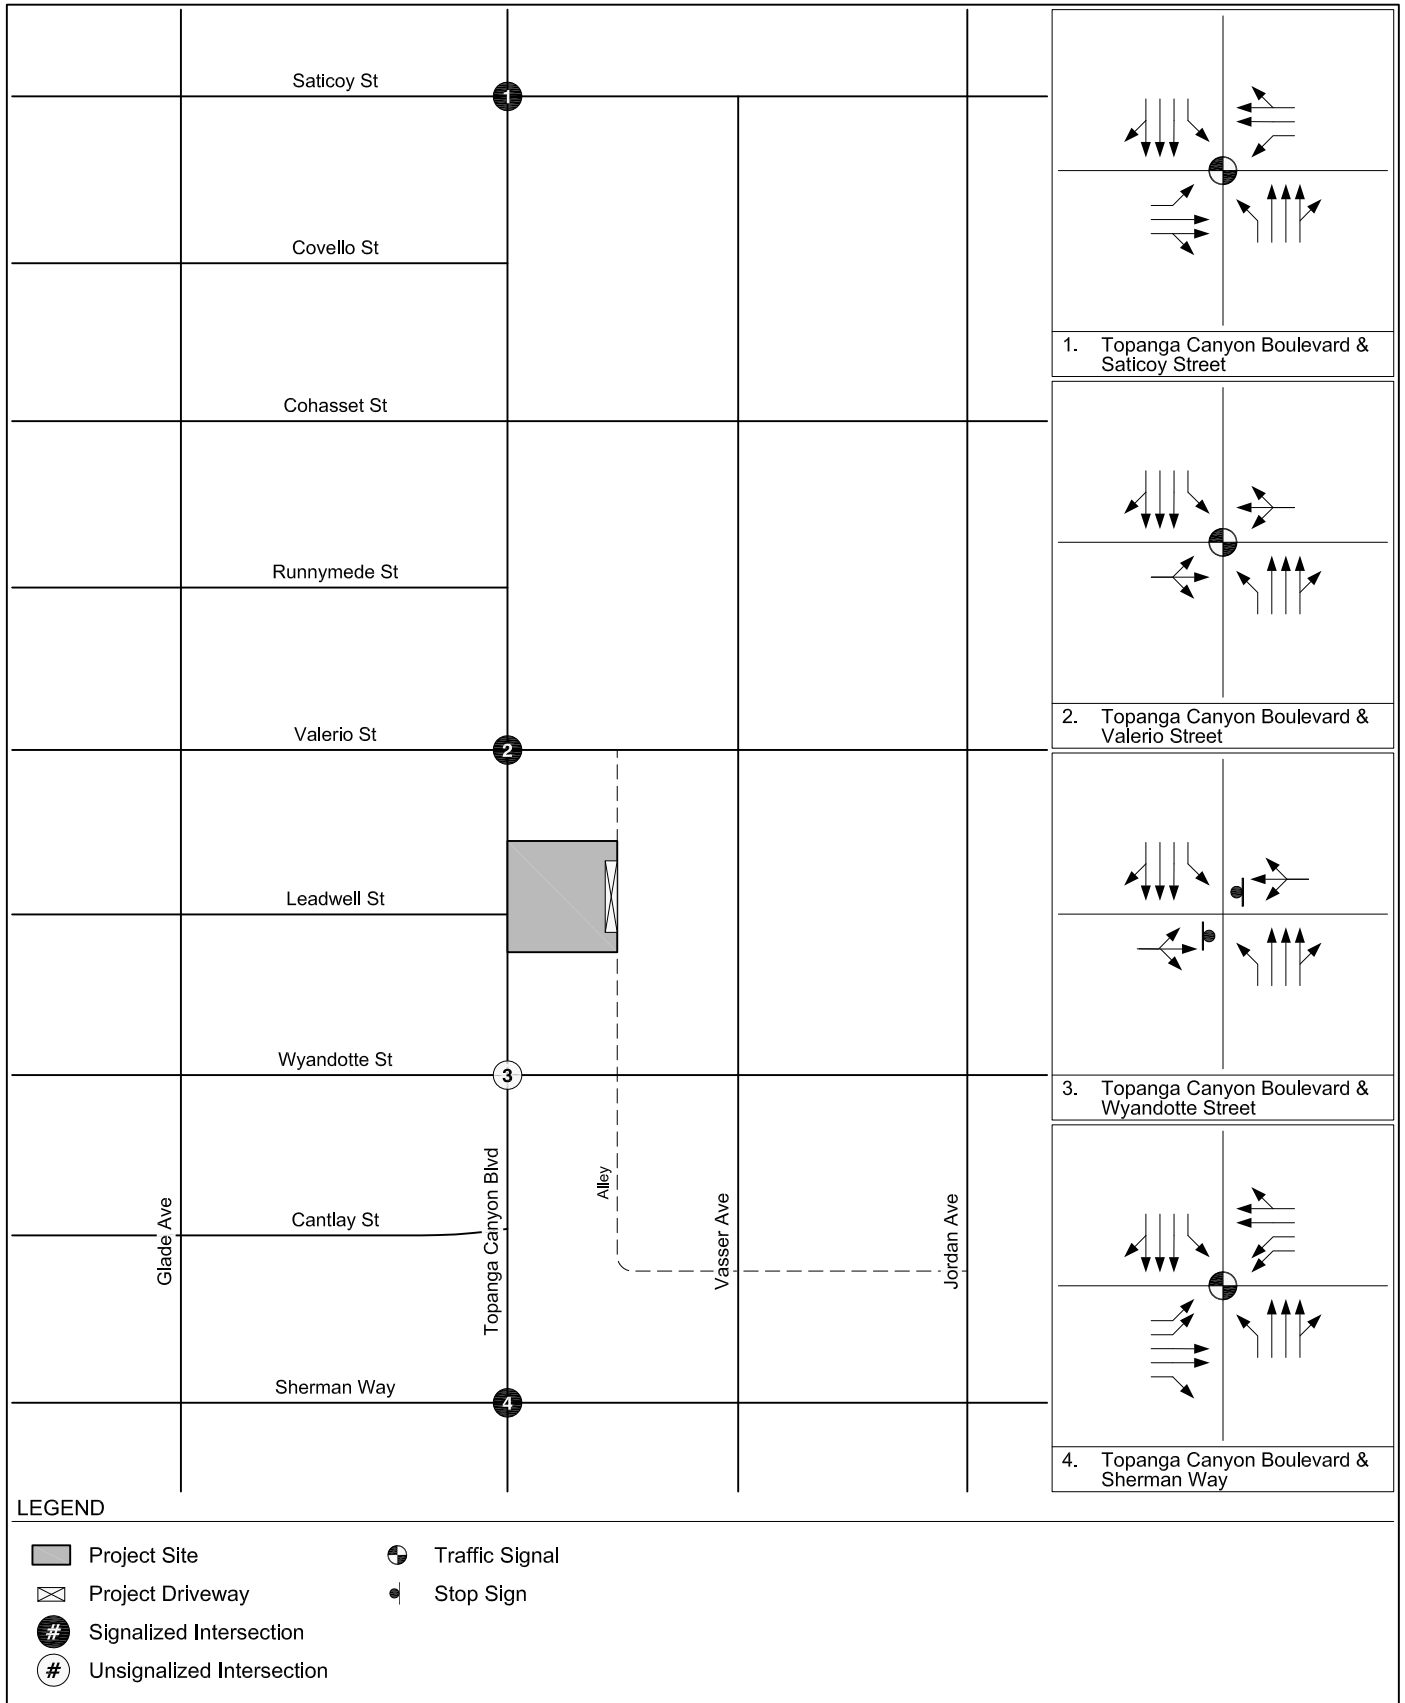 Saticoy St
1
Covello St
Cohasset St
Runnymede St
Valerio St
2
Leadwell St
Wyandotte St
3
Cantlay St
Glade Ave
Topanga Canyon Blvd
Alley
Vasser Ave
Jordan Ave
Sherman Way
4
1. Topanga Canyon Boulevard &
Saticoy Street
2. Topanga Canyon Boulevard &
Valerio Street
3. Topanga Canyon Boulevard &
Wyandotte Street
4. Topanga Canyon Boulevard &
Sherman Way
LEGEND
Project Site
Project Driveway
# Signalized Intersection
# Unsignalized Intersection
Traffic Signal
Stop Sign